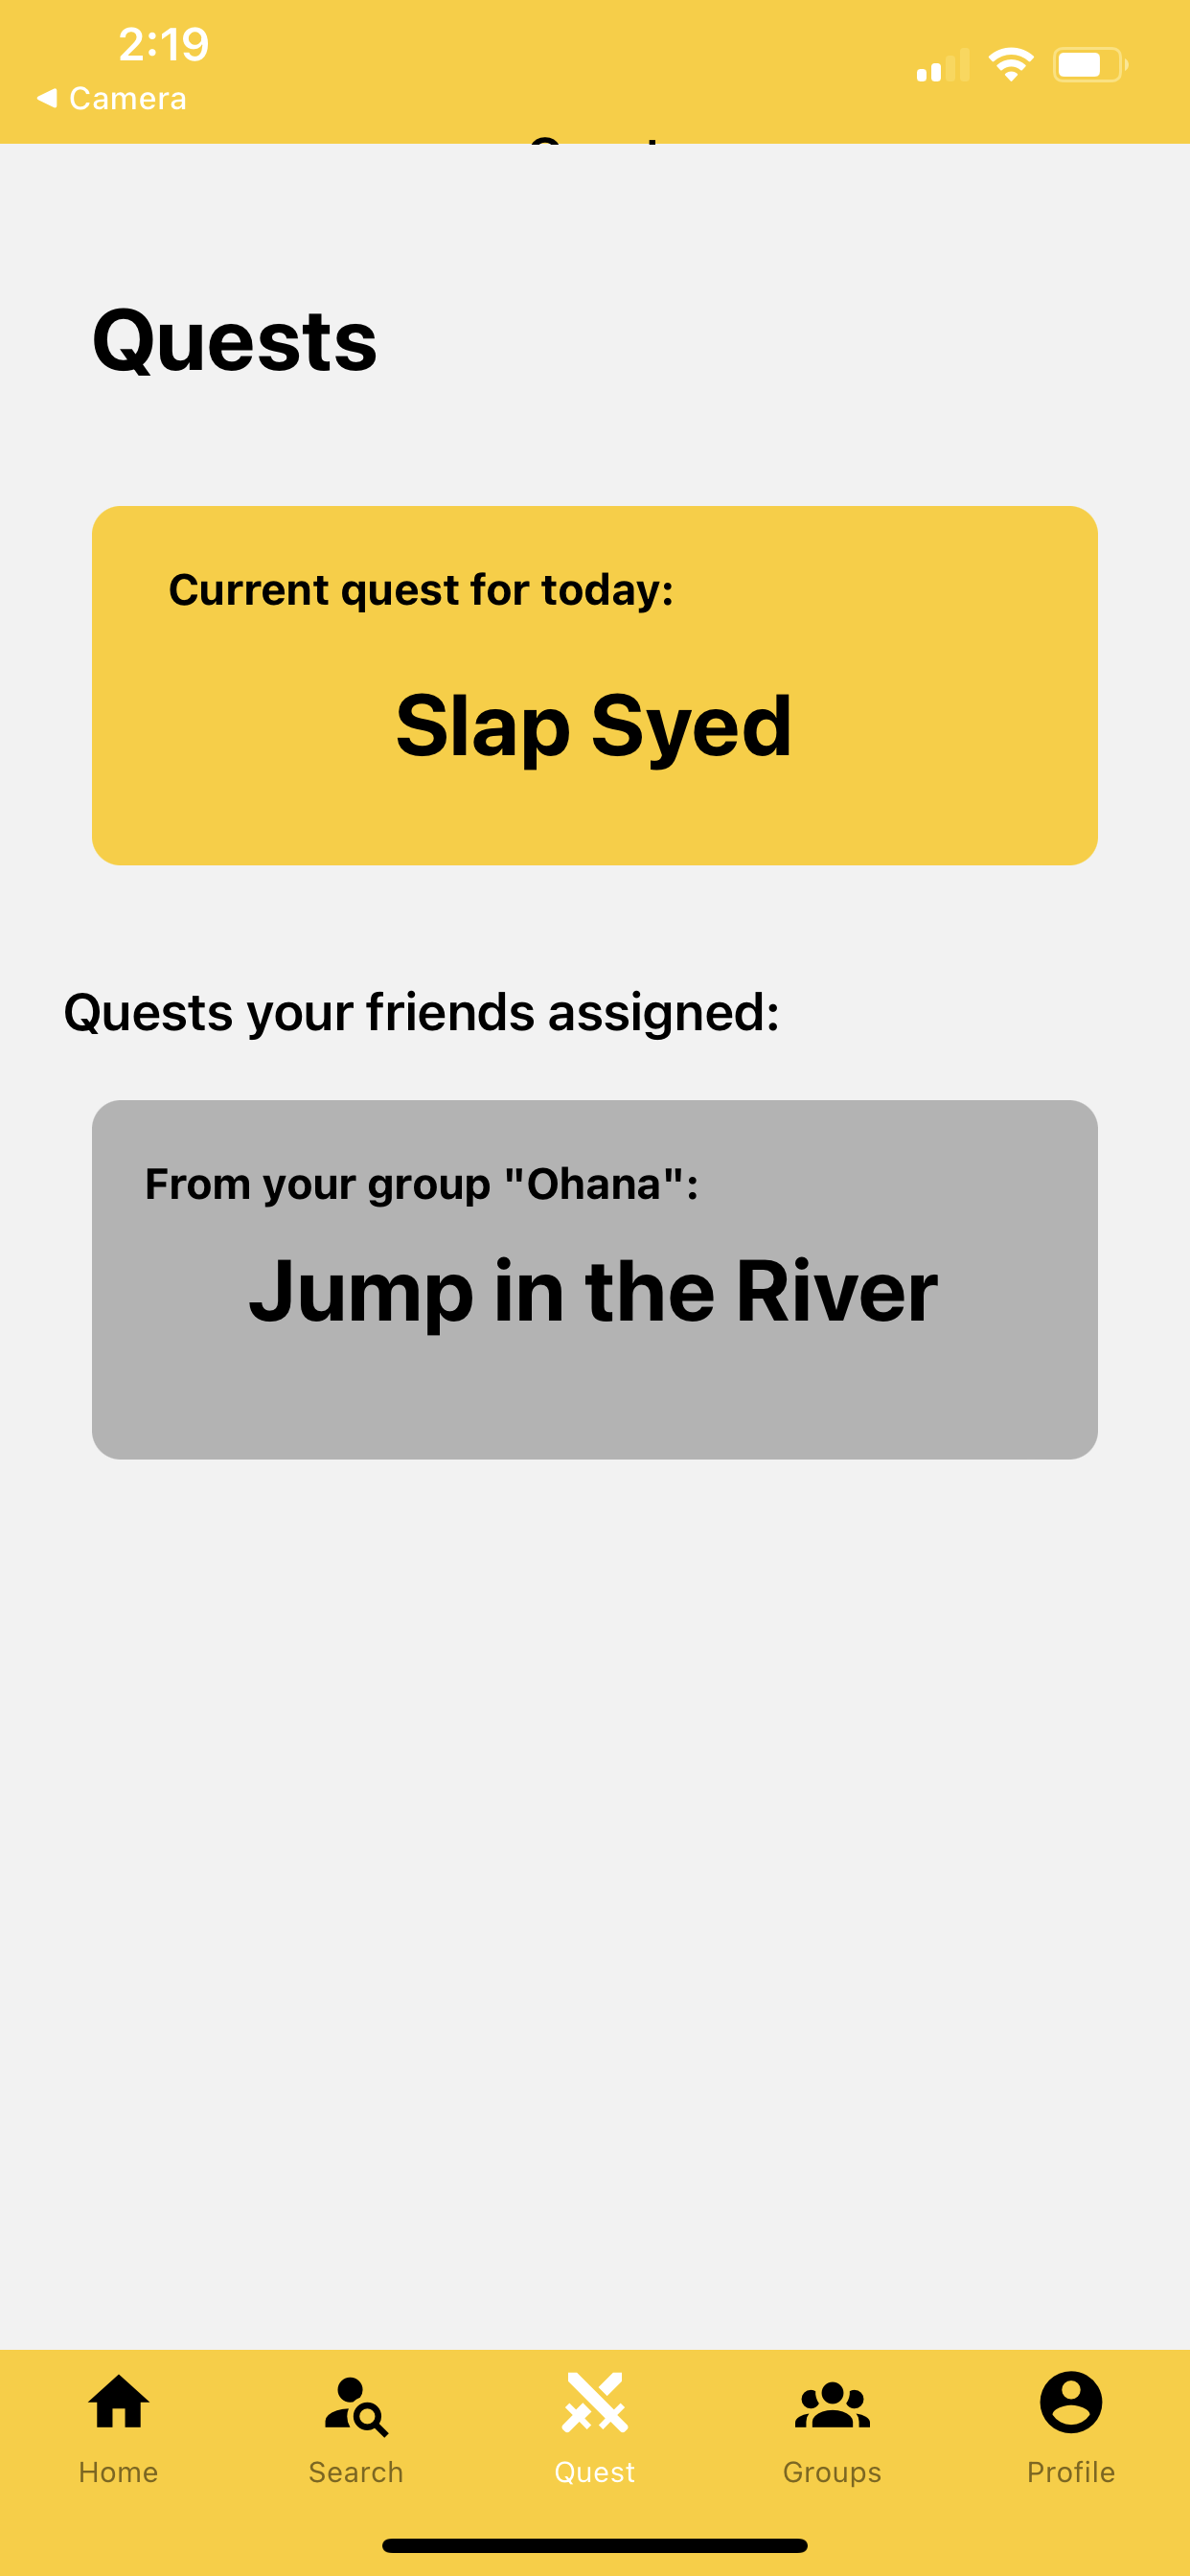 2:19
Camera
Quests
Current quest for today:
Slap Syed
Quests your friends assigned:
From your group "Ohana":
Jump in the River
Home
Search
Quest
Groups
Profile